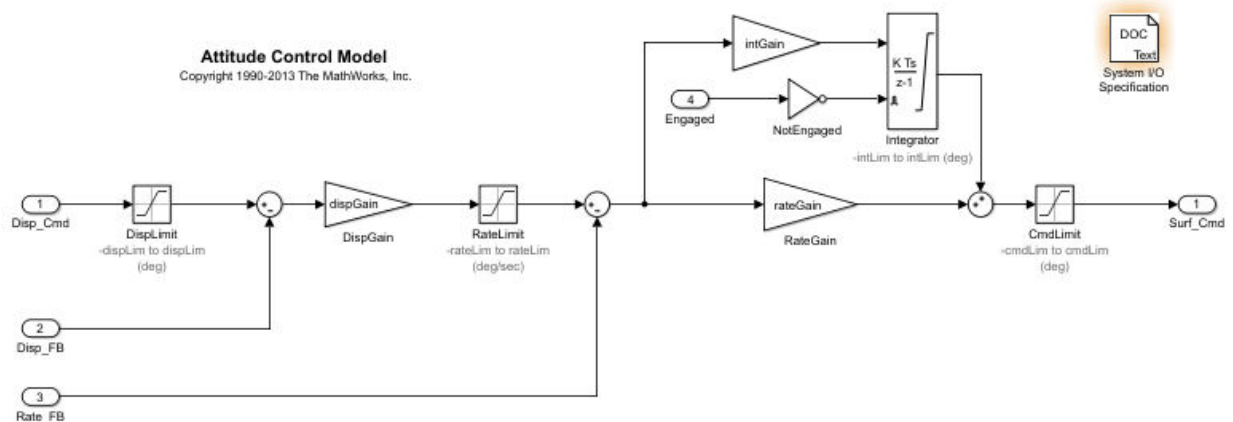 Attitude Control Model
Copyright 1990-2013 The MathWorks, Inc.
intGain
K Ts
z-1
DOC
Text
System I/O
Specification
4
Engaged
NotEngaged
Integrator
-intLim to intLim (deg)
1
Disp_Cmd
DispLimit
-dispLim to dispLim
(deg)
dispGain
DispGain
RateLimit
-rateLim to rateLim
(deg/sec)
rateGain
RateGain
CmdLimit
-cmdLim to cmdLim
(deg)
1
Surf_Cmd
2
Disp_FB
3
Rate_FB